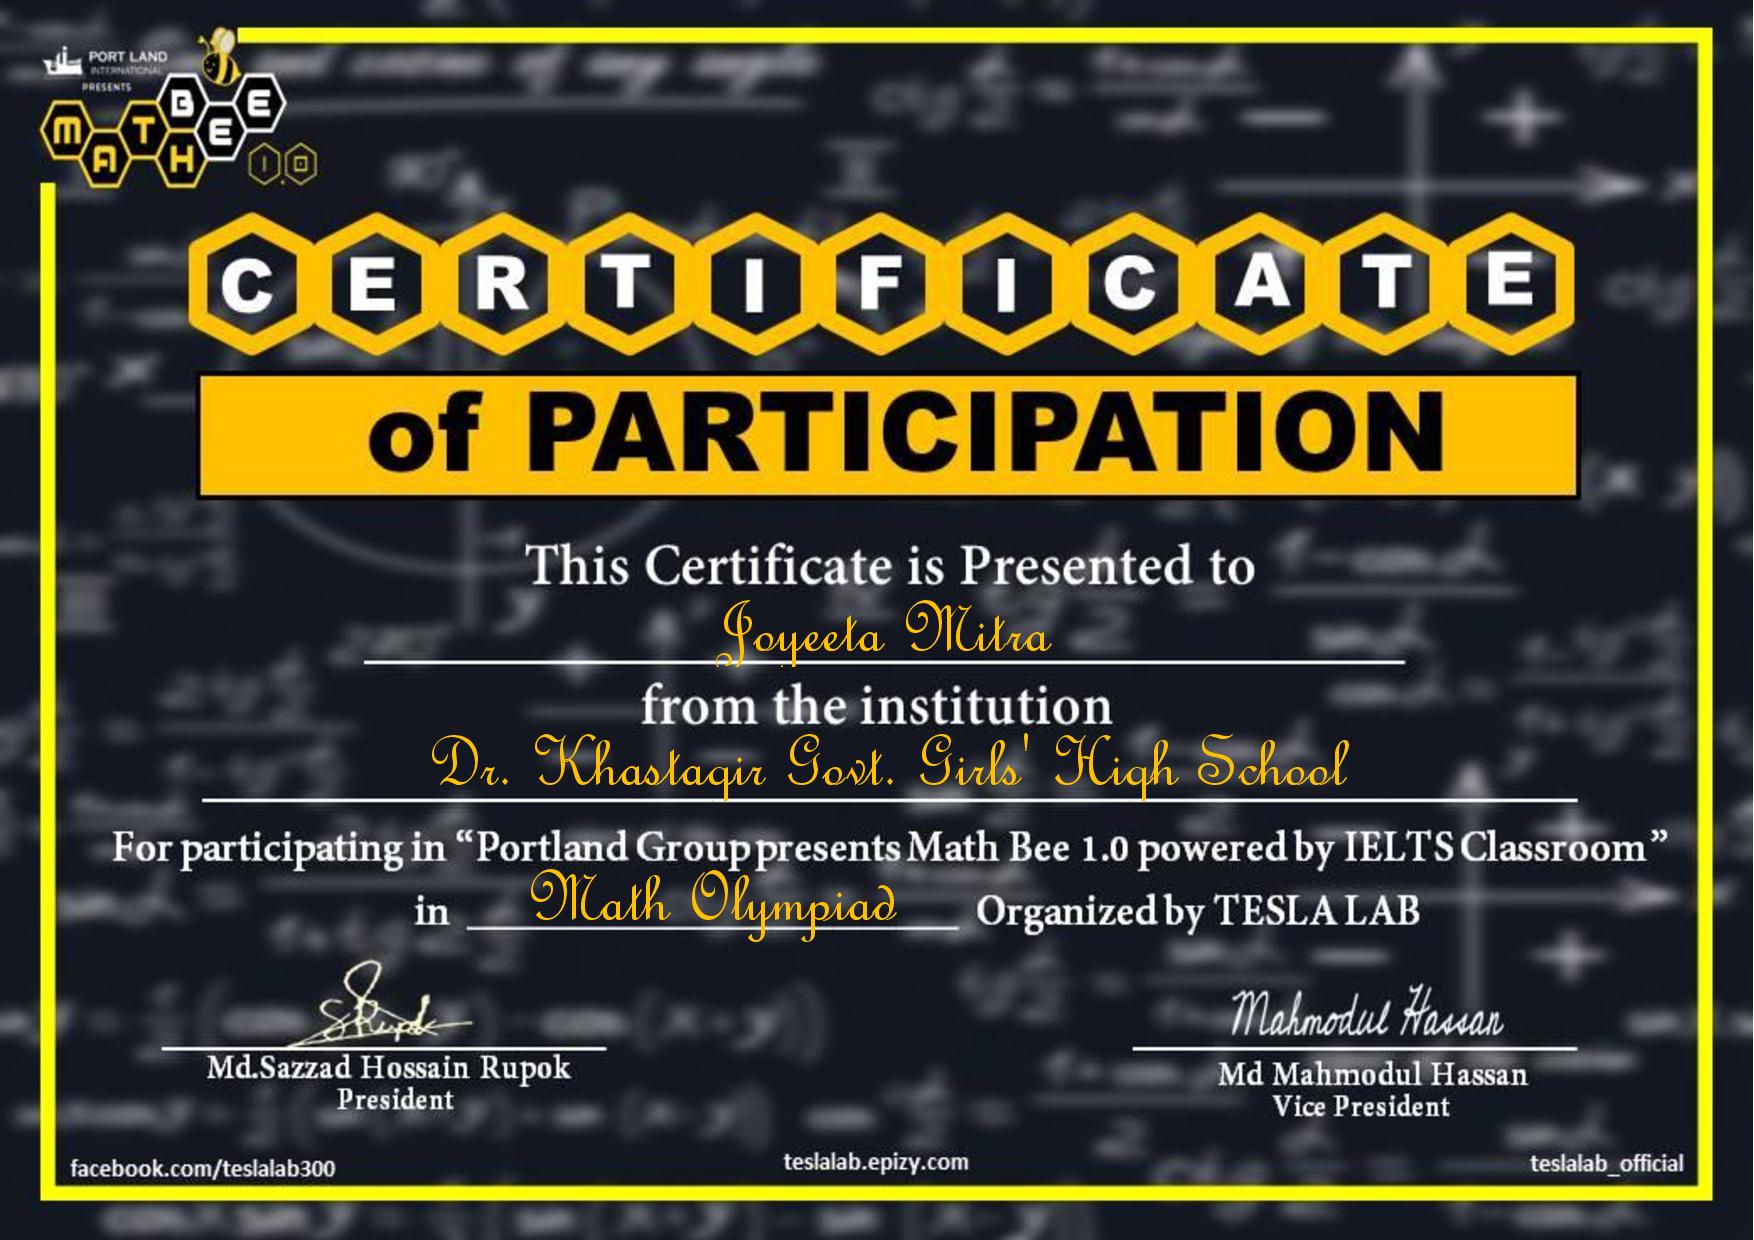 PORT LAND
INTERNATIONAL
PRESENTS
MATH BEE
1.0
CERTIFICATE
of PARTICIPATION
This Certificate is Presented to
Joyeeta Mitra
from the institution
Dr. Khastagir Govt. Girls' High School
For participating in “Portland Group presents Math Bee 1.0 powered by IELTS Classroom”
in Math Olympiad Organized by TESLA LAB
SRupok
Mahmodul Hassan
Md.Sazzad Hossain Rupok
President
Md Mahmodul Hassan
Vice President
facebook.com/teslalab300
teslalab.epizy.com
teslalab_official